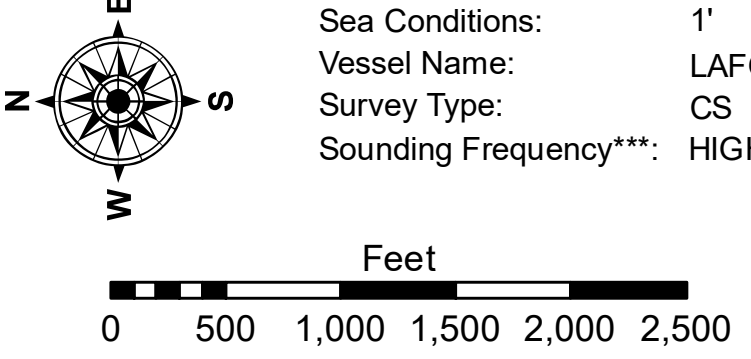 E
N
S
W
Sea Conditions: 1'
Vessel Name:
Survey Type: CS
Sounding Frequency***:
Feet
0 500 1,000 1,500 2,000 2,500